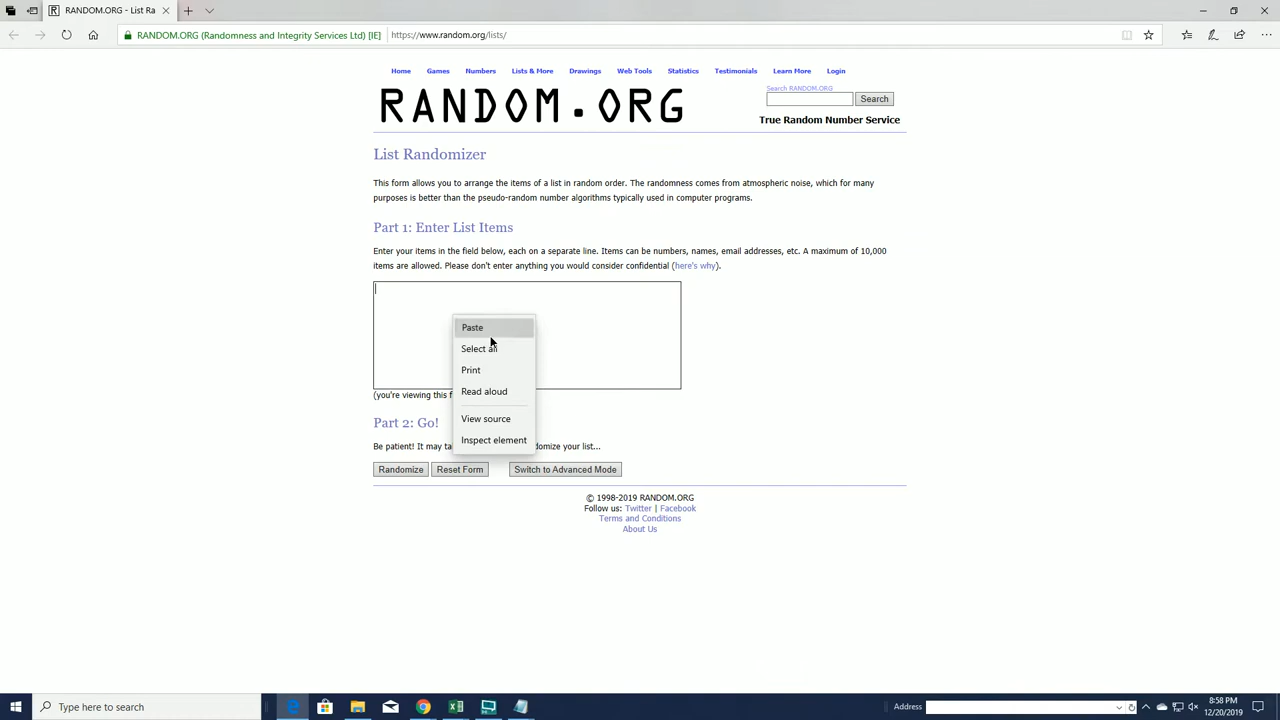 RANDOM.ORG - List Ra
RANDOM.ORG (Randomness and Integrity Services Ltd) [IE]
https://www.random.org/lists/
Home Games Numbers Lists & More Drawings Web Tools Statistics Testimonials Learn More Login
RANDOM.ORG
Search RANDOM.ORG
Search
True Random Number Service
List Randomizer
This form allows you to arrange the items of a list in random order. The randomness comes from atmospheric noise, which for many
purposes is better than the pseudo-random number algorithms typically used in computer programs.
Part 1: Enter List Items
Enter your items in the field below, each on a separate line. Items can be numbers, names, email addresses, etc. A maximum of 10,000
items are allowed. Please don't enter anything you would consider confidential (here's why).
Paste
Select all
Print
Read aloud
View source
Inspect element
(you're viewing this f
Part 2: Go!
Be patient! It may ta
domize your list...
Randomize Reset Form Switch to Advanced Mode
© 1998-2019 RANDOM.ORG
Follow us: Twitter | Facebook
Terms and Conditions
About Us
Type here to search
Address
8:58 PM
12/20/2019